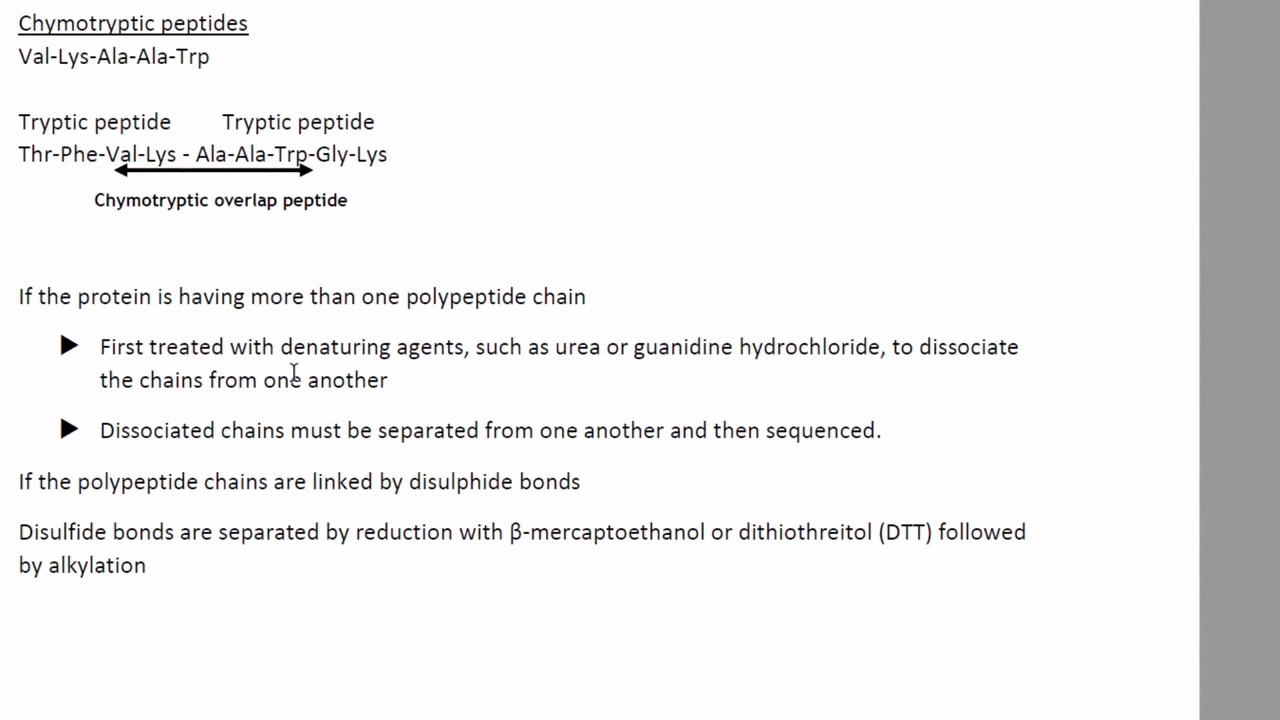 Chymotryptic peptides
Val-Lys-Ala-Ala-Trp
Tryptic peptide Tryptic peptide
Thr-Phe-Val-Lys - Ala-Ala-Trp-Gly-Lys
Chymotryptic overlap peptide
If the protein is having more than one polypeptide chain
▶ First treated with denaturing agents, such as urea or guanidine hydrochloride, to dissociate
the chains from one another
▶ Dissociated chains must be separated from one another and then sequenced.
If the polypeptide chains are linked by disulphide bonds
Disulfide bonds are separated by reduction with β-mercaptoethanol or dithiothreitol (DTT) followed
by alkylation